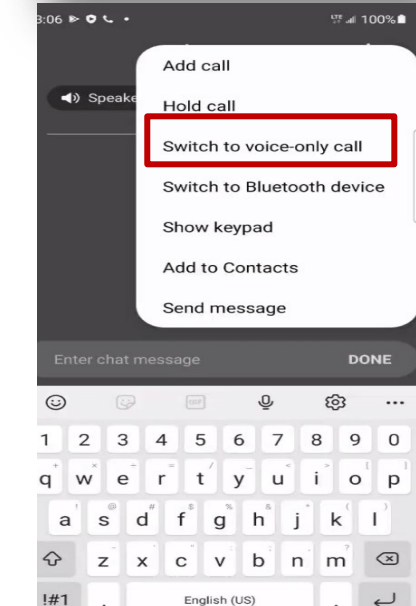 3:06
LTE 100%
Add call
Speake
Hold call
Switch to voice-only call
Switch to Bluetooth device
Show keypad
Add to Contacts
Send message
Enter chat message DONE
GIF
1 2 3 4 5 6 7 8 9 0
q w e r t y u i o p
a s d f g h j k l
z x c v b n m
!#1 , English (US) .